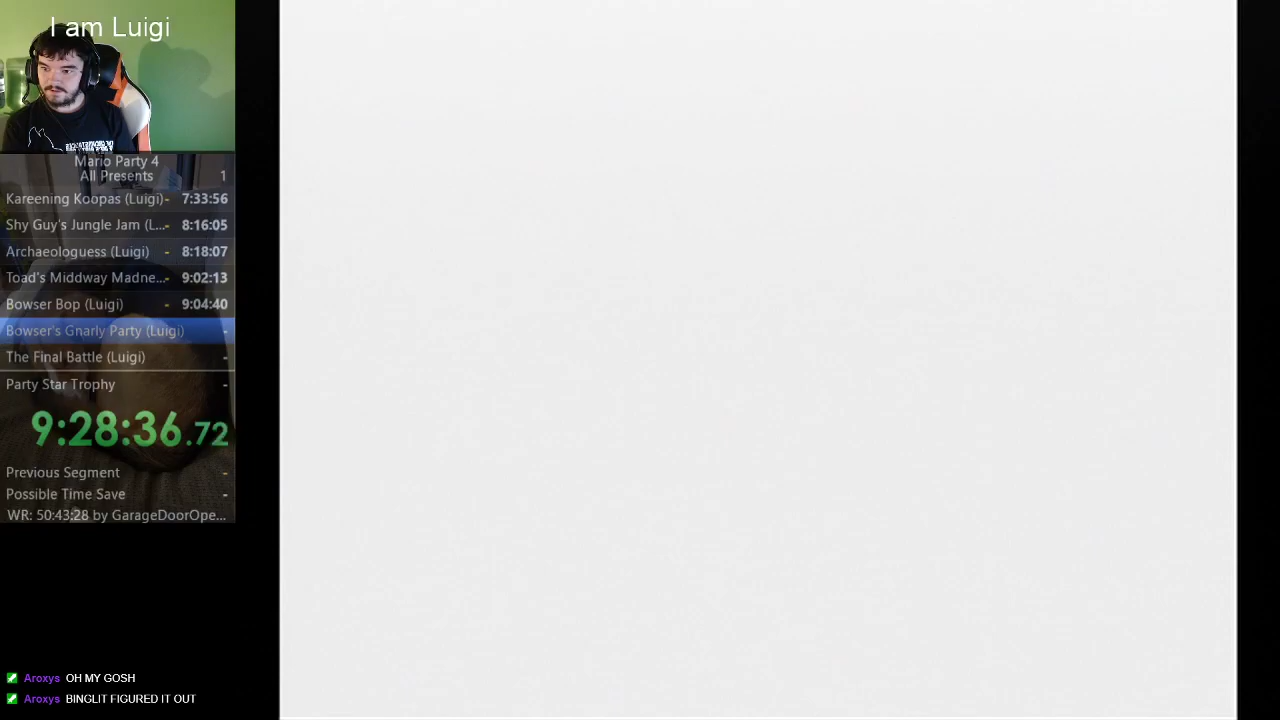 I am Luigi
Mario Party 4
All Presents 1
Kareening Koopas (Luigi) - 7:33:56
Shy Guy's Jungle Jam (L... - 8:16:05
Archaeologuess (Luigi) - 8:18:07
Toad's Middway Madne... - 9:02:13
Bowser Bop (Luigi) - 9:04:40
Bowser's Gnarly Party (Luigi) -
The Final Battle (Luigi) -
Party Star Trophy -
9:28:36.72
Previous Segment -
Possible Time Save -
WR: 50:43:28 by GarageDoorOpe...
Aroxys OH MY GOSH
Aroxys BINGLIT FIGURED IT OUT